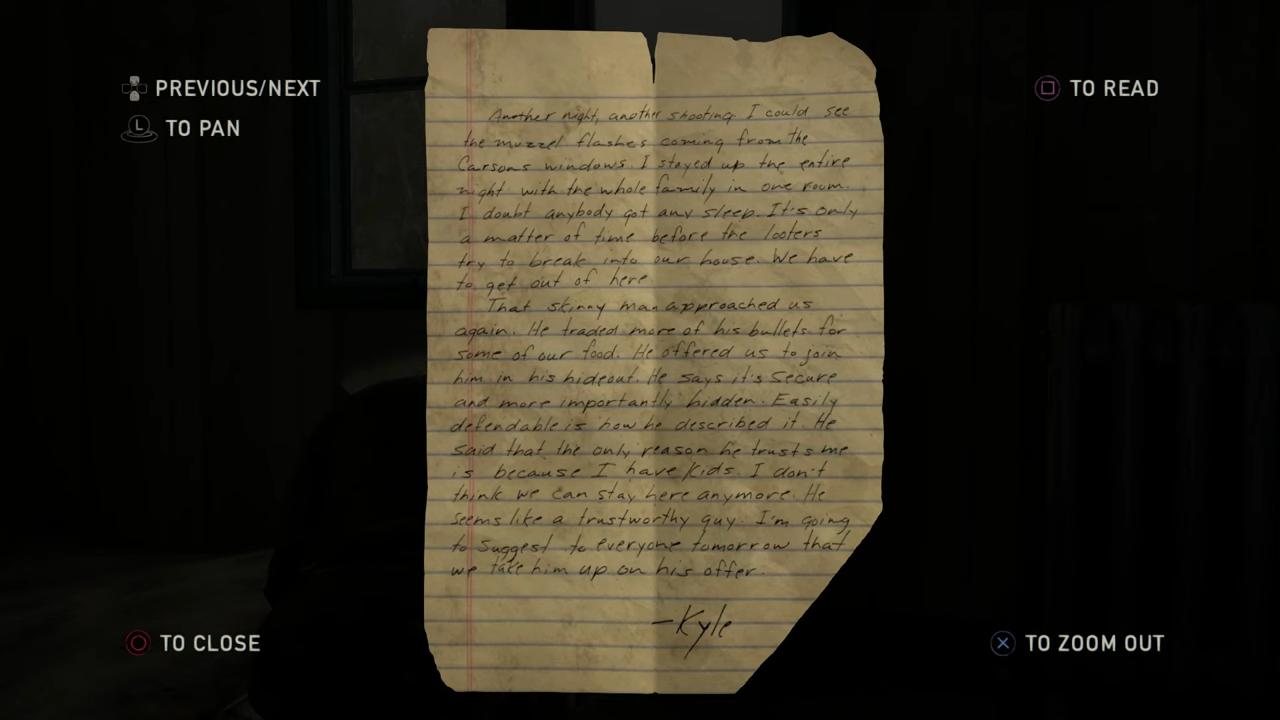 PREVIOUS/NEXT
L TO PAN
TO READ
Another night, another shooting. I could see
the muzzel flashes coming from the
Carsons windows. I stayed up the entire
night with the whole family in one room.
I doubt anybody got any sleep. It's only
a matter of time before the looters
try to break into our house. We have
to get out of here.
That skinny man approached us
again. He traded more of his bullets for
some of our food. He offered us to join
him in his hideout. He says it's secure
and more importantly hidden. Easily
defendable is how he described it. He
said that the only reason he trusts me
is because I have kids. I don't
think we can stay here anymore. He
seems like a trustworthy guy. I'm going
to suggest to everyone tomorrow that
we take him up on his offer.
-Kyle
TO CLOSE
TO ZOOM OUT